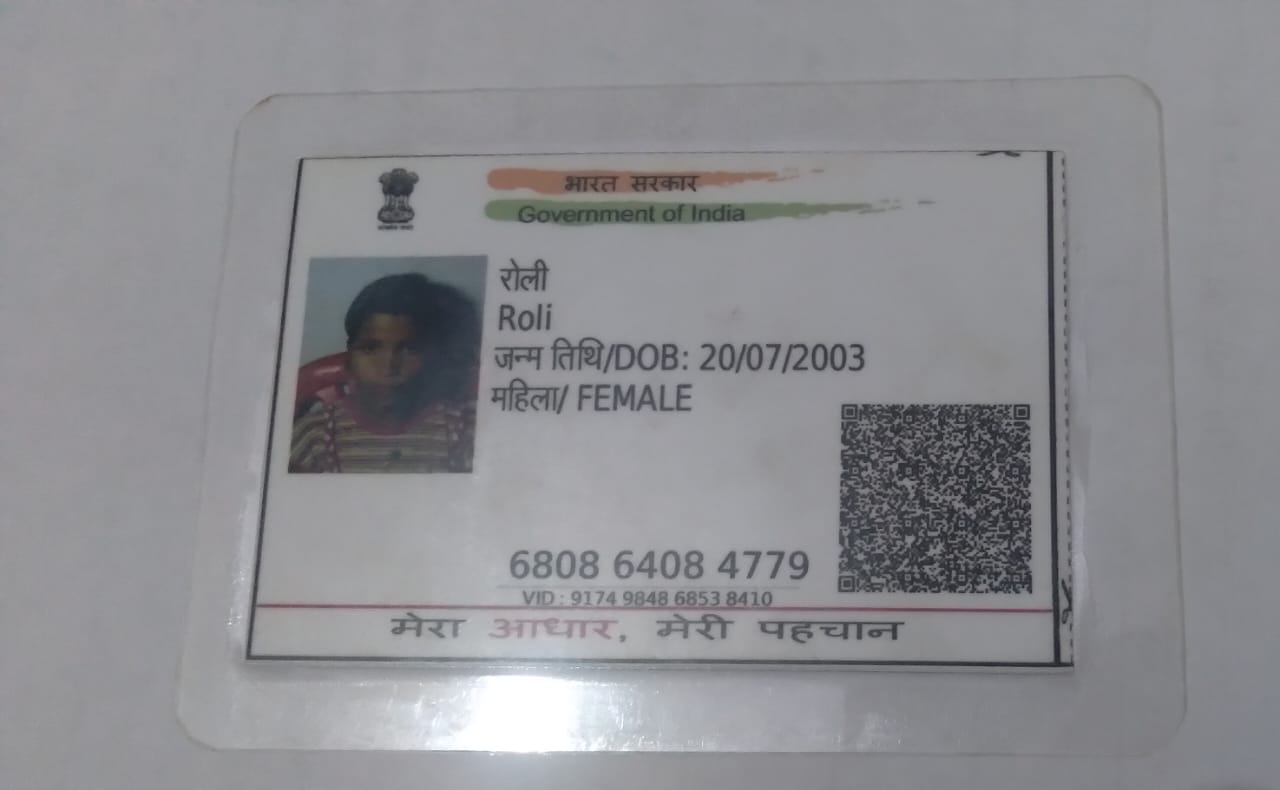 भारत सरकार
Government of India
रोली
Roli
जन्म तिथि/DOB: 20/07/2003
महिला/ FEMALE
6808 6408 4779
VID : 9174 9848 6853 8410
मेरा आधार, मेरी पहचान